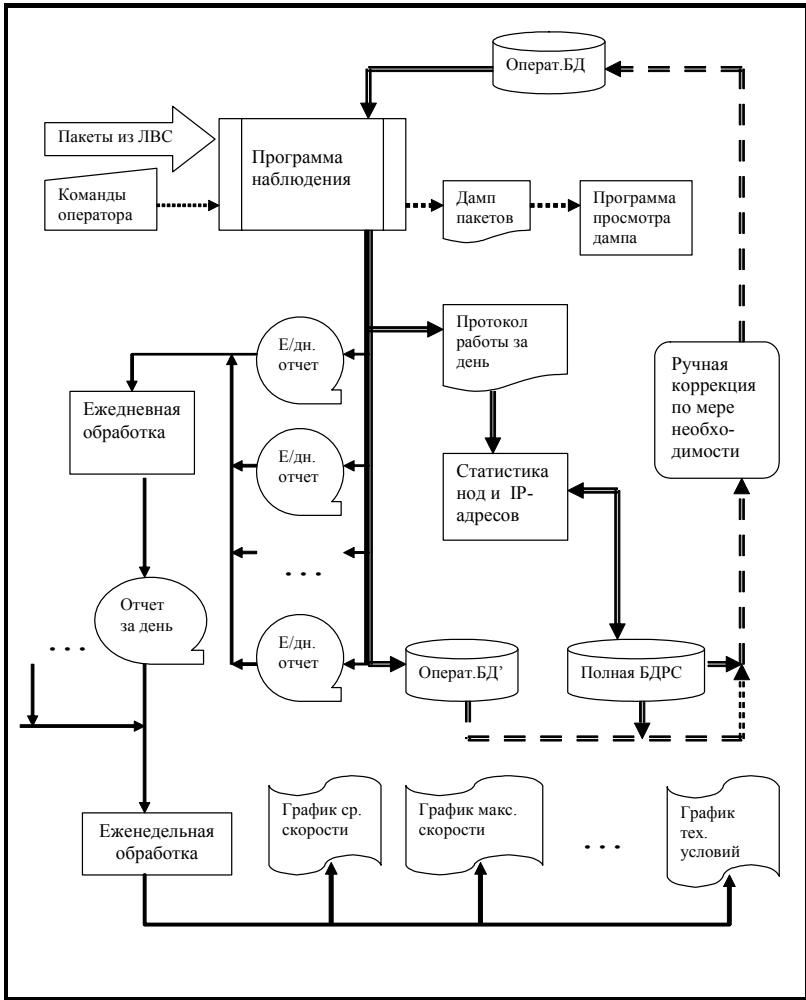 Операт.БД
Пакеты из ЛВС
Команды
оператора
Программа
наблюдения
Дамп
пакетов
Программа
просмотра
дампа
Е/дн.
отчет
Протокол
работы за
день
Ручная
коррекция
по мере
необхо-
димости
Ежедневная
обработка
Е/дн.
отчет
Статистика
нод и IP-
адресов
. . .
Отчет
за день
. . .
Е/дн.
отчет
Операт.БД’
Полная БДРС
График ср.
скорости
График макс.
скорости
. . .
График
тех.
условий
Еженедельная
обработка